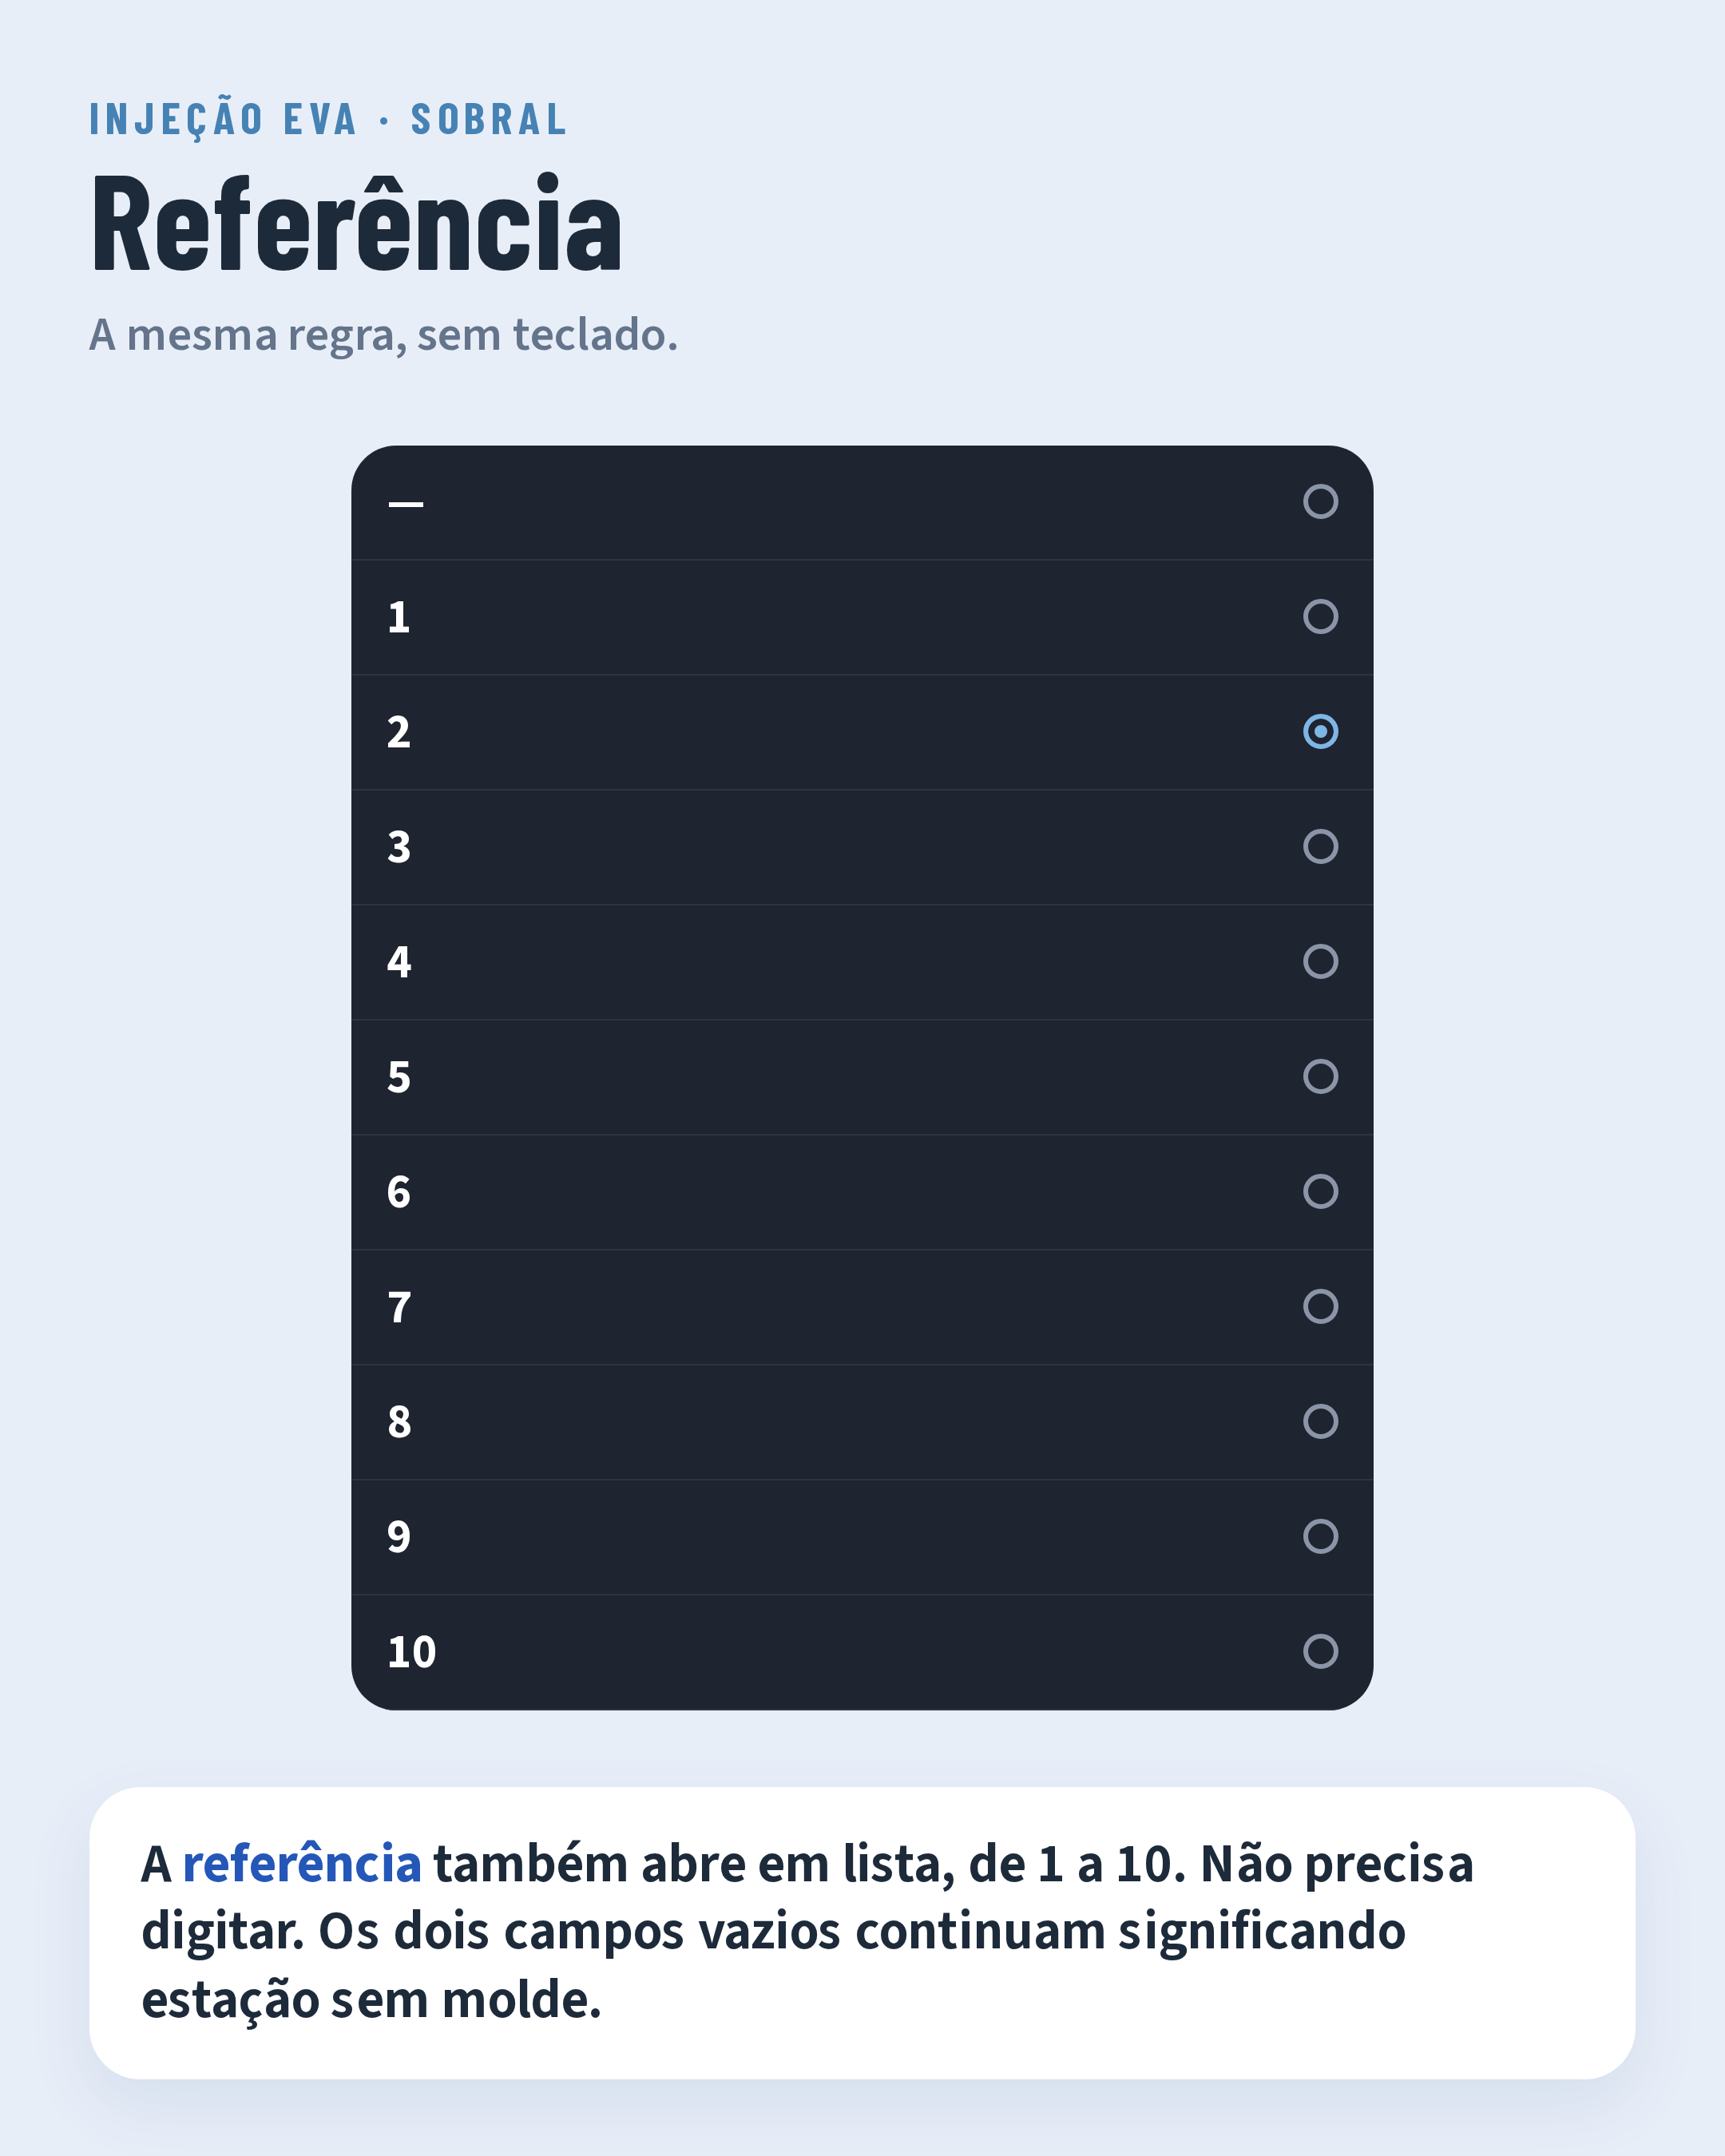 INJEÇÃO EVA · SOBRAL
Referência
A mesma regra, sem teclado.
—
1
2
3
4
5
6
7
8
9
10
A referência também abre em lista, de 1 a 10. Não precisa
digitar. Os dois campos vazios continuam significando
estação sem molde.